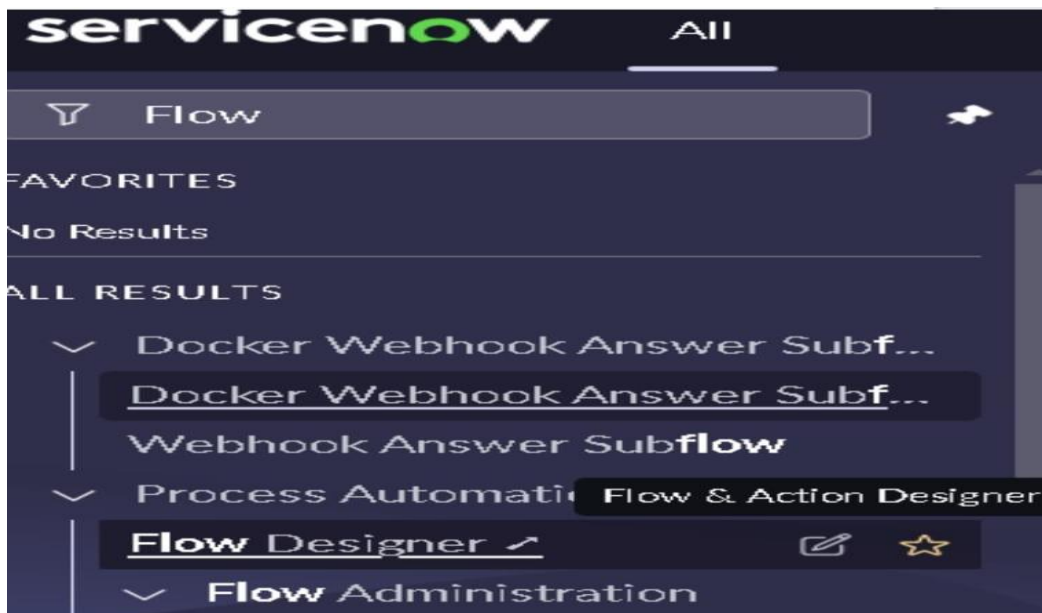 servicenow All
Flow
FAVORITES
No Results
ALL RESULTS
Docker Webhook Answer Subf...
Docker Webhook Answer Subf...
Webhook Answer Subflow
Process Automatic Flow & Action Designer
Flow Designer
Flow Administration